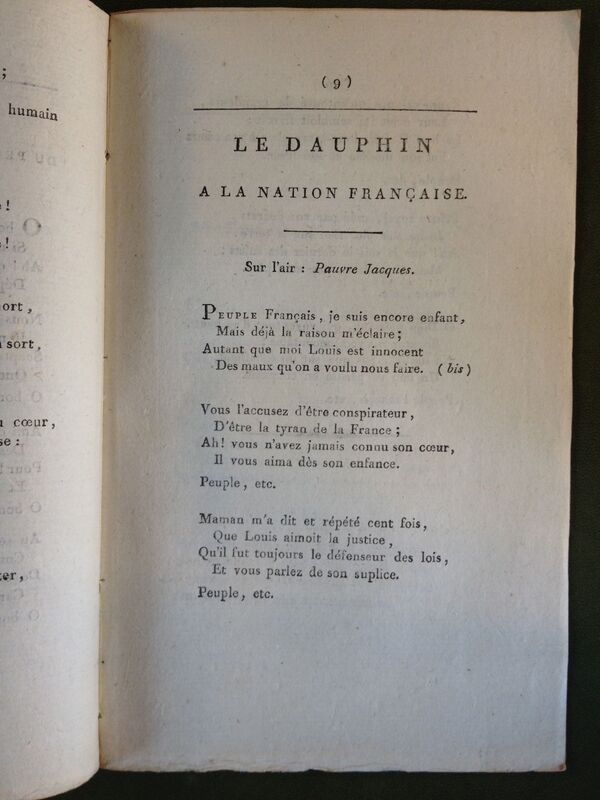 ;
humain
!
!
ort,
sort,
cœur,
se :
ter,
(9)
LE DAUPHIN
A LA NATION FRANÇAISE.
Sur l'air : Pauvre Jacques.
PEUPLE Français, je suis encore enfant,
Mais déjà la raison m'éclaire ;
Autant que moi Louis est innocent
Des maux qu'on a voulu nous faire. (bis)
Vous l'accusez d'être conspirateur,
D'être la tyran de la France ;
Ah! vous n'avez jamais connu son cœur,
Il vous aima dès son enfance.
Peuple, etc.
Maman m'a dit et répété cent fois,
Que Louis aimoit la justice,
Qu'il fut toujours le défenseur des lois,
Et vous parlez de son suplice.
Peuple, etc.